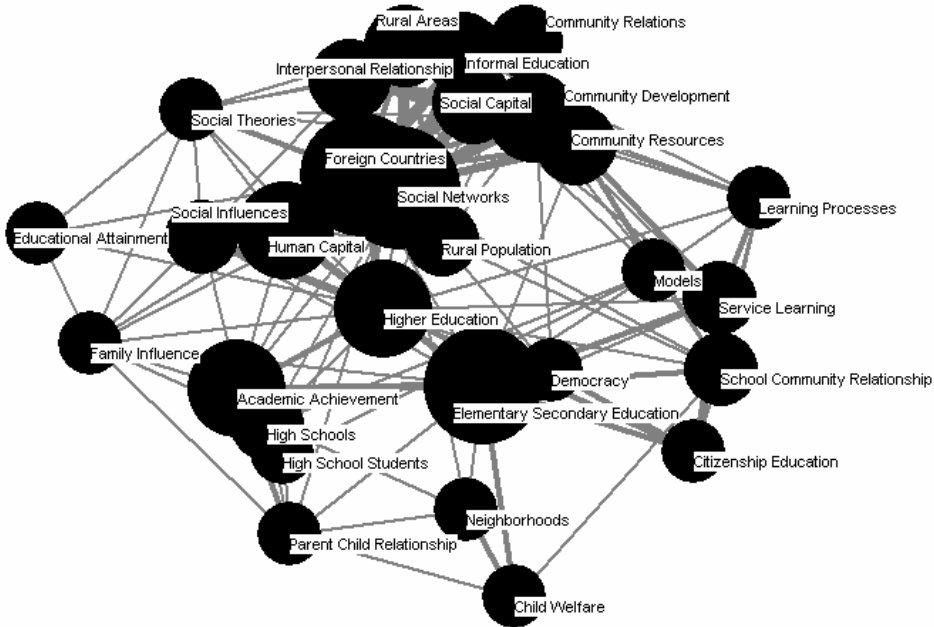 Rural Areas
Community Relations
Interpersonal Relationship
Informal Education
Social Capital
Community Development
Social Theories
Community Resources
Foreign Countries
Social Networks
Learning Processes
Social Influences
Educational Attainment
Human Capital
Rural Population
Models
Service Learning
Higher Education
Family Influence
Democracy
School Community Relationship
Academic Achievement
Elementary Secondary Education
High Schools
High School Students
Citizenship Education
Neighborhoods
Parent Child Relationship
Child Welfare